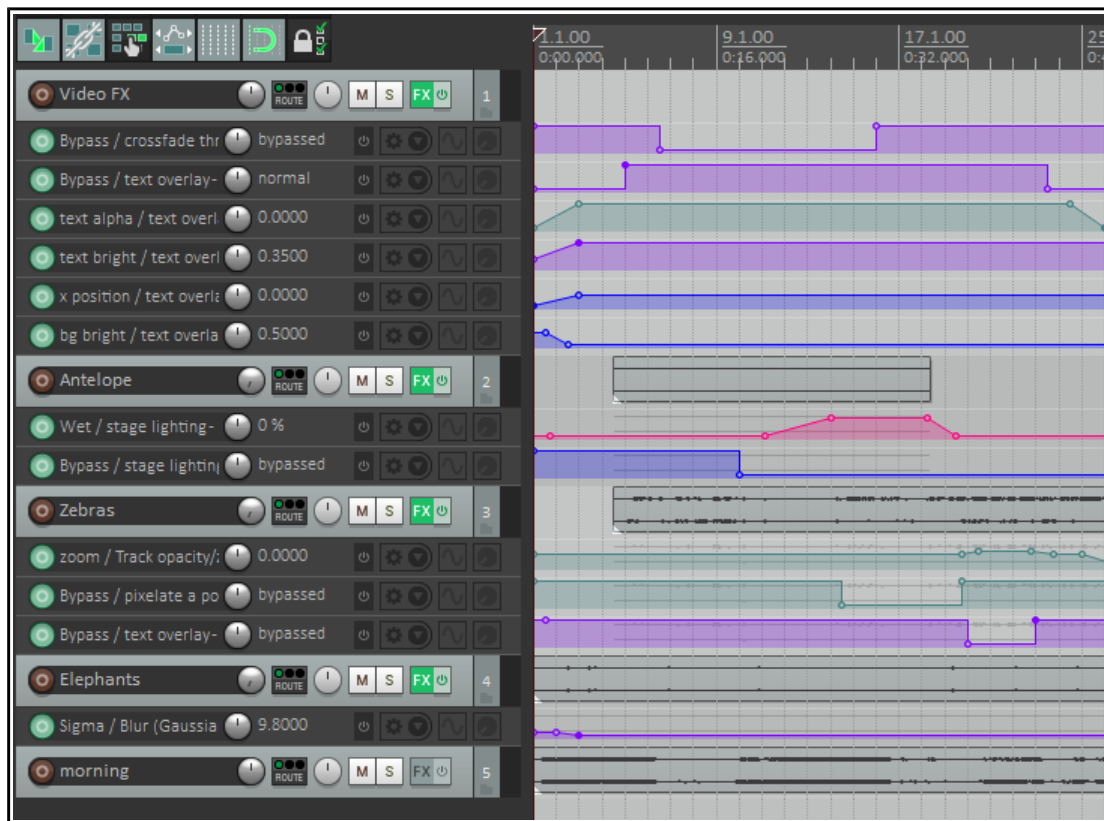 1.1.00 9.1.00 17.1.00 25
0:00.000 0:16.000 0:32.000 0:4
Video FX ROUTE M S FX 1
Bypass / crossfade thr bypassed
Bypass / text overlay- normal
text alpha / text overl 0.0000
text bright / text overl 0.3500
x position / text overla 0.0000
bg bright / text overla 0.5000
Antelope ROUTE M S FX 2
Wet / stage lighting- 0 %
Bypass / stage lighting bypassed
Zebras ROUTE M S FX 3
zoom / Track opacity/z 0.0000
Bypass / pixelate a po bypassed
Bypass / text overlay- bypassed
Elephants ROUTE M S FX 4
Sigma / Blur (Gaussia 9.8000
morning ROUTE M S FX 5